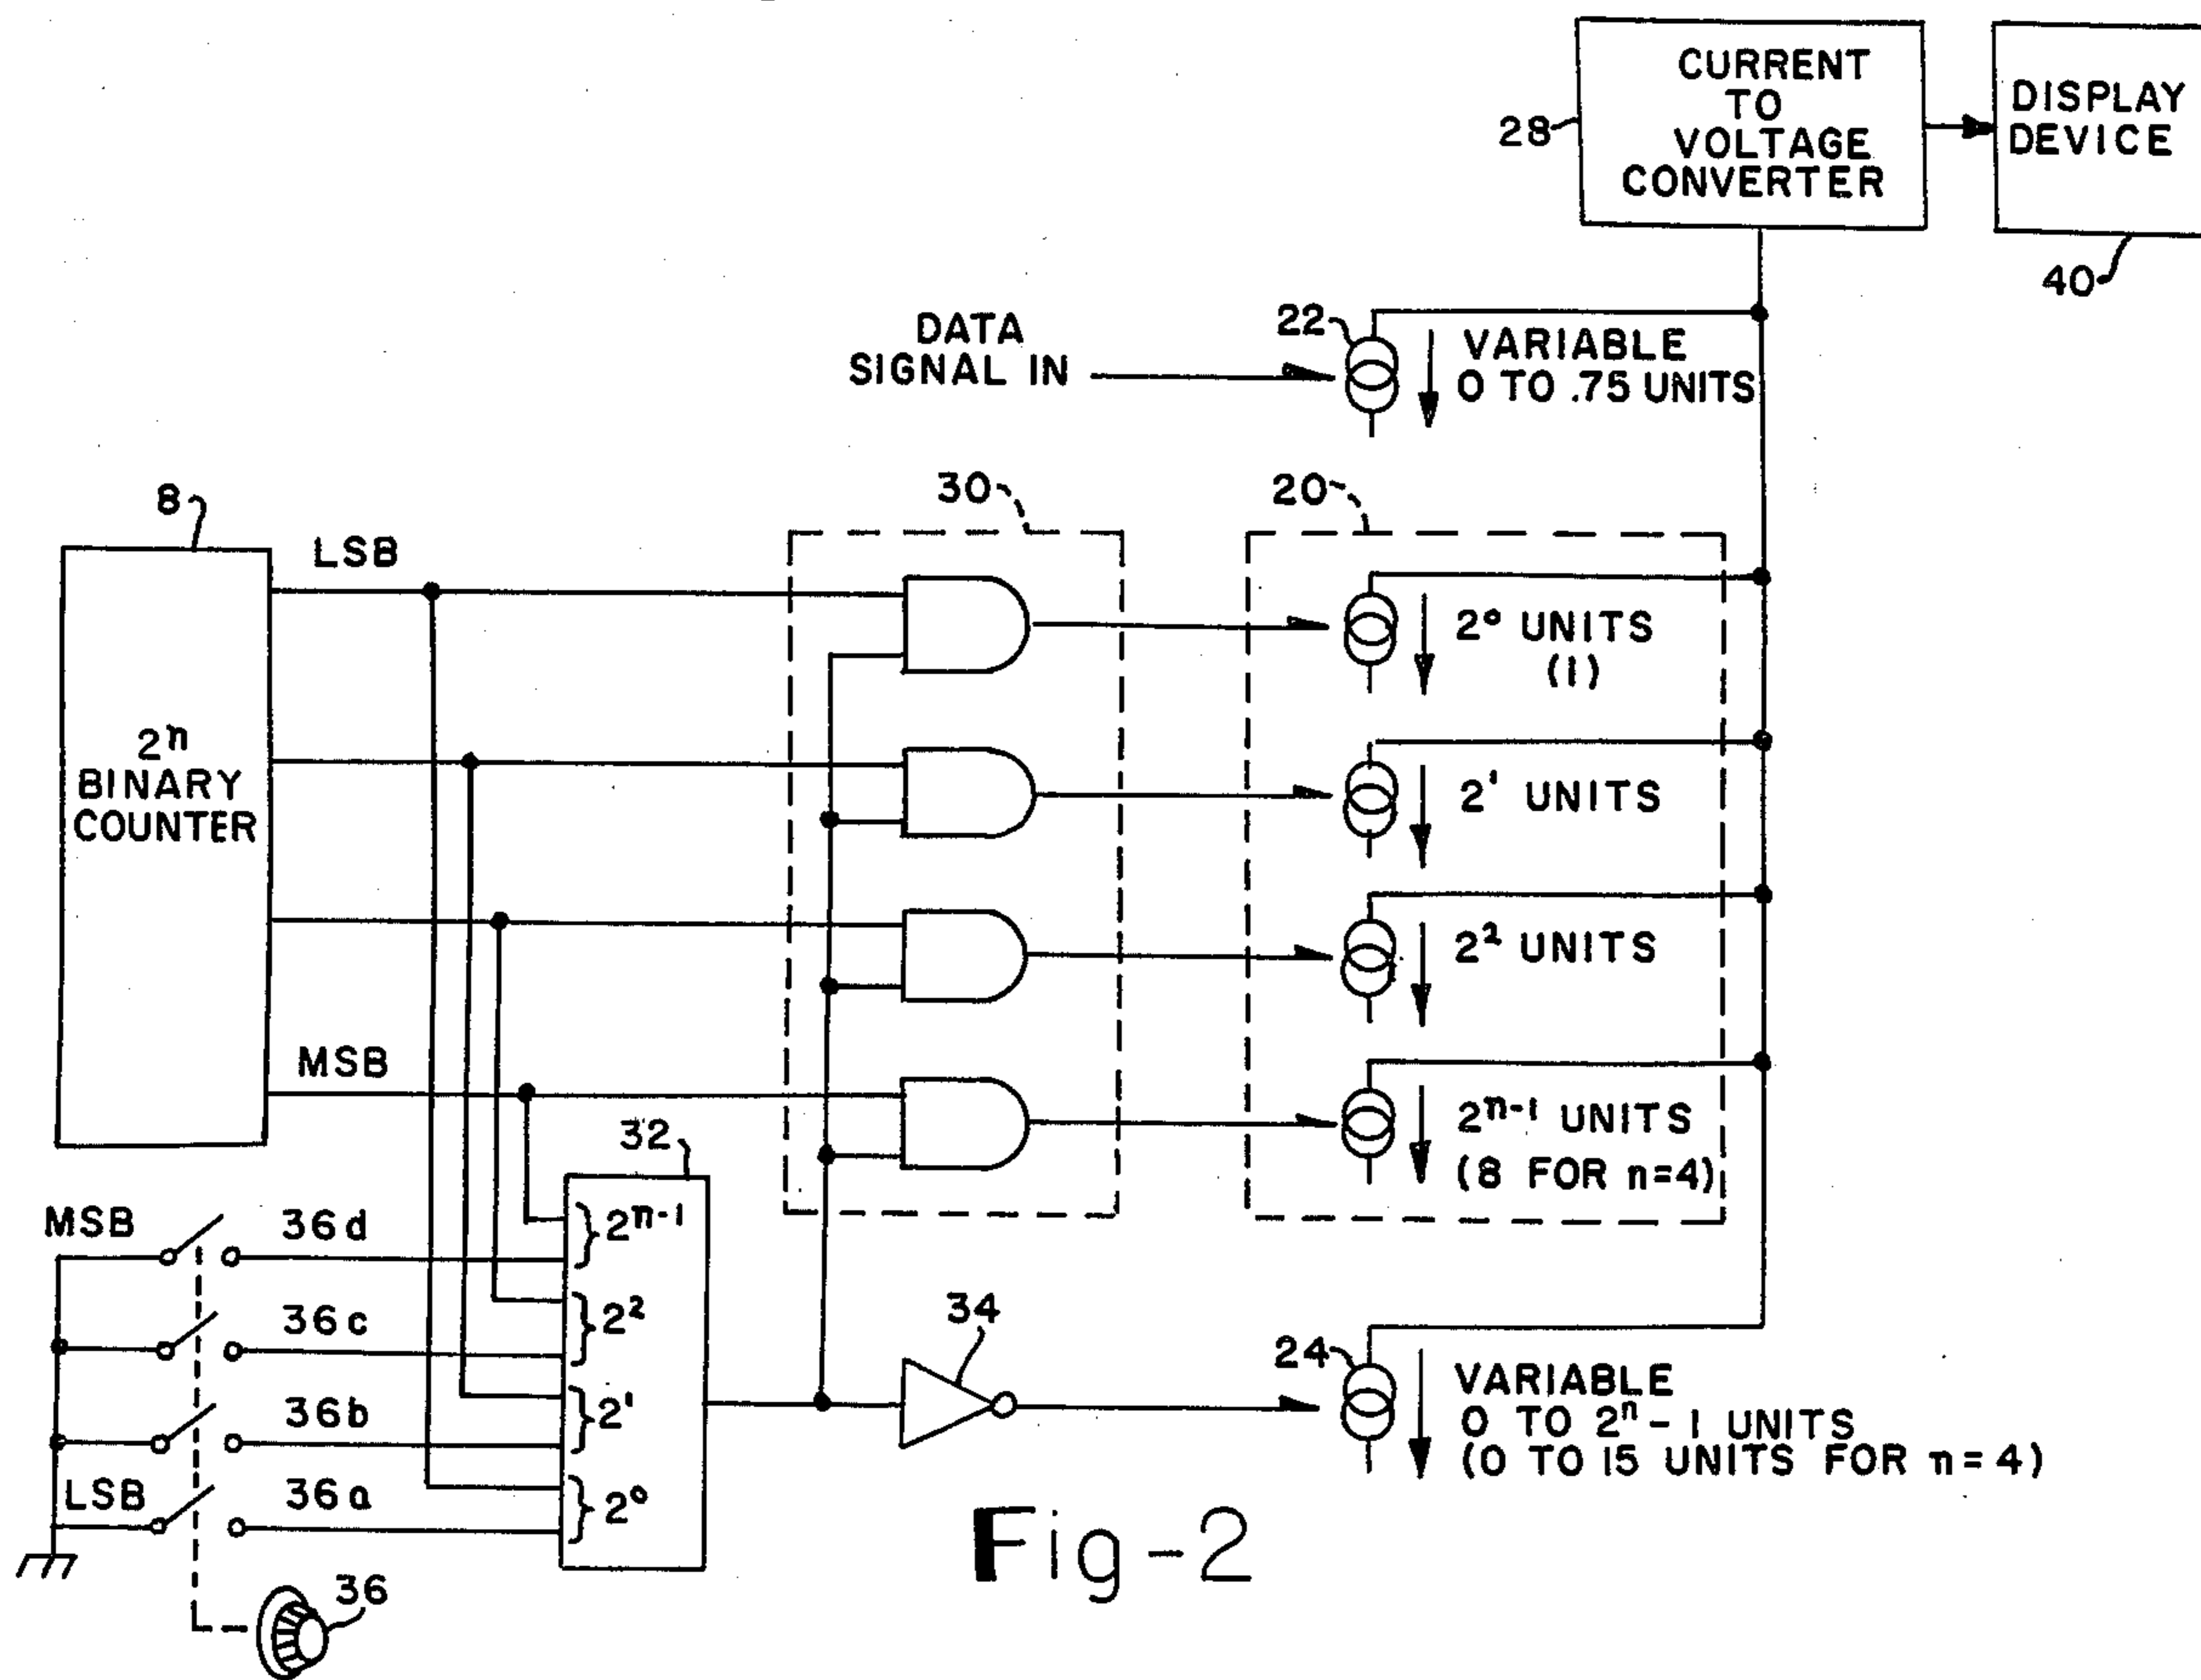 CURRENT
TO
VOLTAGE
CONVERTER
28
DISPLAY
DEVICE
40
DATA
SIGNAL IN
22
VARIABLE
0 TO .75 UNITS
8
30
20
LSB
2⁰ UNITS
(1)
2ⁿ
BINARY
COUNTER
2¹ UNITS
2² UNITS
MSB
2ⁿ⁻¹ UNITS
(8 FOR n=4)
32
MSB
36d
2ⁿ⁻¹
36c
2²
36b
2¹
LSB
36a
2⁰
34
24
VARIABLE
0 TO 2ⁿ-1 UNITS
(0 TO 15 UNITS FOR n=4)
Fig-2
36